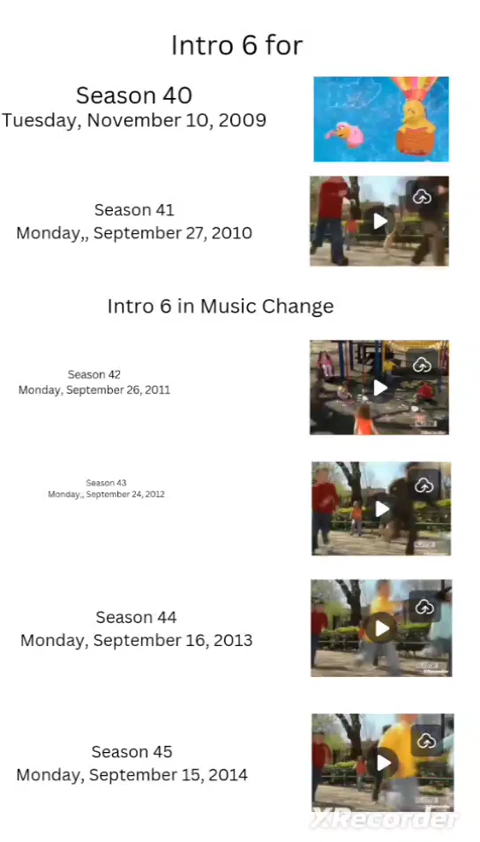 Intro 6 for
Season 40
Tuesday, November 10, 2009
Season 41
Monday,, September 27, 2010
Intro 6 in Music Change
Season 42
Monday, September 26, 2011
Season 43
Monday,, September 24, 2012
Season 44
Monday, September 16, 2013
Season 45
Monday, September 15, 2014
XRecorder